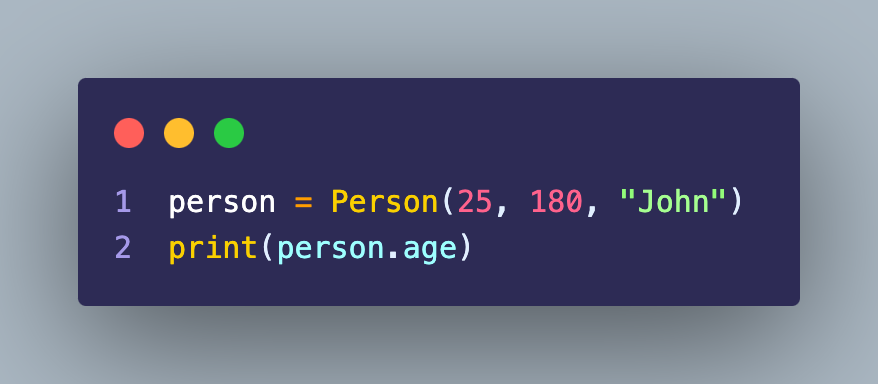 1 person = Person(25, 180, "John")
2 print(person.age)